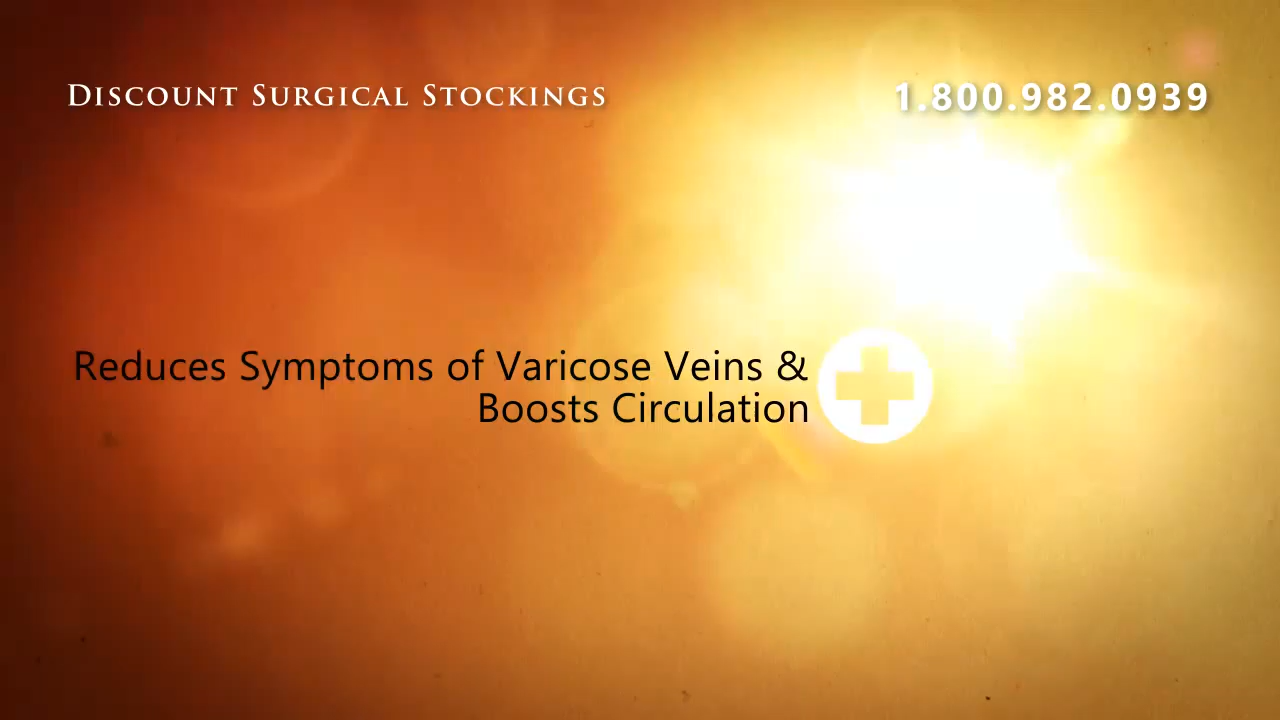 Discount Surgical Stockings
1.800.982.0939
Reduces Symptoms of Varicose Veins &
Boosts Circulation